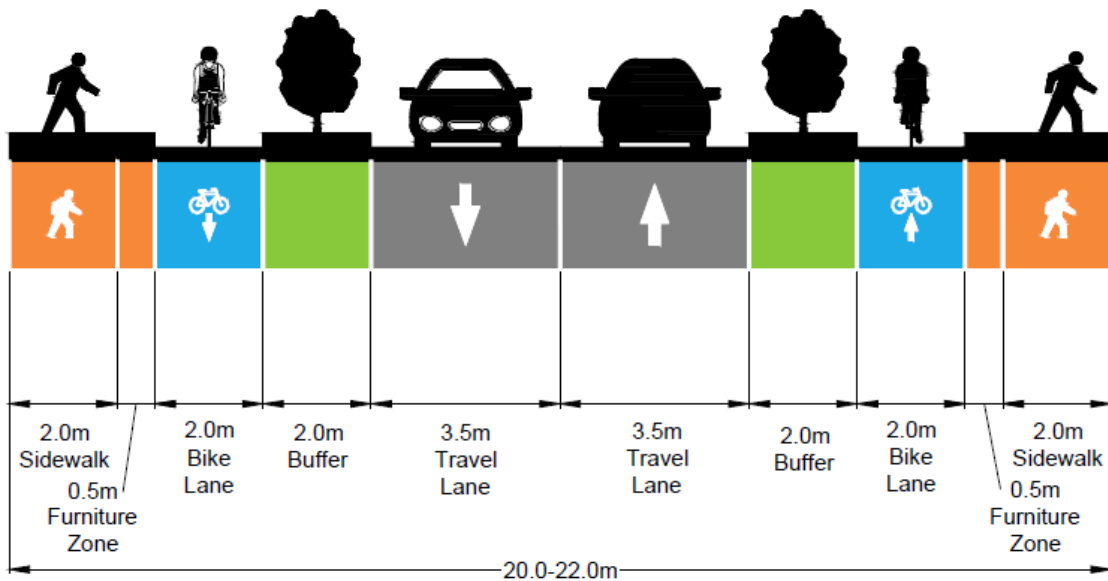 2.0m
Sidewalk
0.5m
Furniture
Zone
2.0m
Bike
Lane
2.0m
Buffer
3.5m
Travel
Lane
3.5m
Travel
Lane
2.0m
Buffer
2.0m
Bike
Lane
2.0m
Sidewalk
0.5m
Furniture
Zone
20.0-22.0m